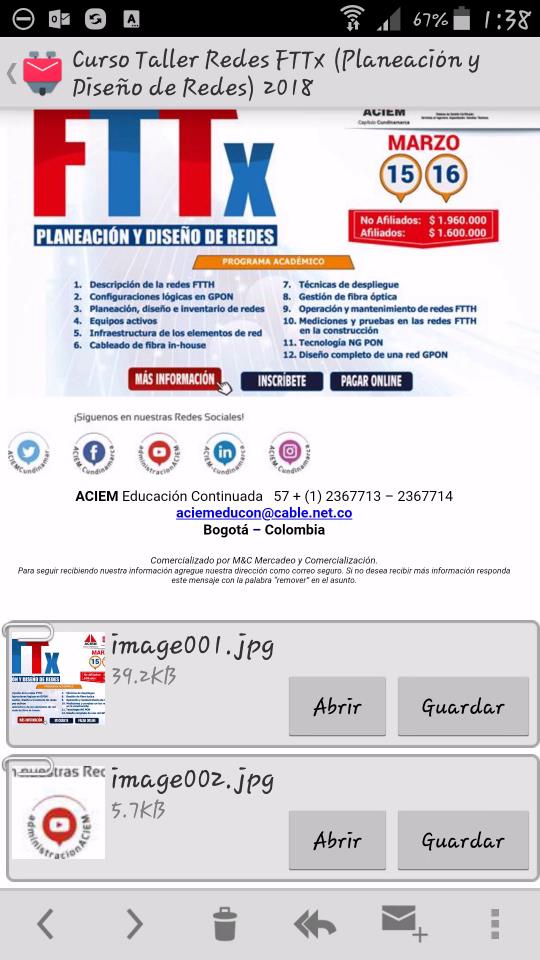 67% 1:38
Curso Taller Redes FTTx (Planeación y
Diseño de Redes) 2018
FTTx
PLANEACIÓN Y DISEÑO DE REDES
ACIEM
Capítulo Cundinamarca
MARZO
15 16
No Afiliados: $ 1.960.000
Afiliados: $ 1.600.000
PROGRAMA ACADÉMICO
1. Descripción de la redes FTTH
2. Configuraciones lógicas en GPON
3. Planeación, diseño e inventario de redes
4. Equipos activos
5. Infraestructura de los elementos de red
6. Cableado de fibra in-house
7. Técnicas de despliegue
8. Gestión de fibra óptica
9. Operación y mantenimiento de redes FTTH
10. Mediciones y pruebas en las redes FTTH
en la construcción
11. Tecnología NG PON
12. Diseño completo de una red GPON
MÁS INFORMACIÓN INSCRÍBETE PAGAR ONLINE
¡Siguenos en nuestras Redes Sociales!
ACIEMCundinamarca ACIEMCundinamarca administracionACIEM ACIEMCundinamarca ACIEMCundinamarca
ACIEM Educación Continuada 57 + (1) 2367713 – 2367714
aciemeducon@cable.net.co
Bogotá – Colombia
Comercializado por M&C Mercadeo y Comercialización.
Para seguir recibiendo nuestra información agregue nuestra dirección como correo seguro. Si no desea recibir más información responda
este mensaje con la palabra "remover" en el asunto.
image001.jpg
39.2KB
Abrir Guardar
image002.jpg
5.7KB
Abrir Guardar
n nuestras Rec
administracionACIEM